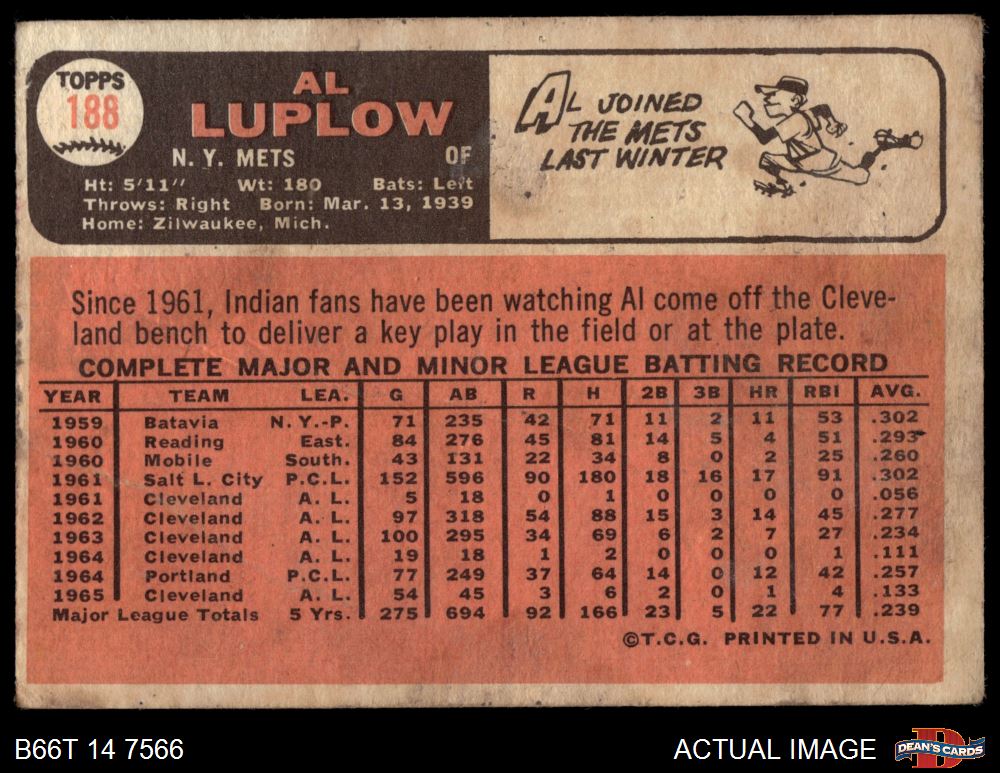 TOPPS
188
AL
LUPLOW
N. Y. METS OF
Ht: 5'11" Wt: 180 Bats: Left
Throws: Right Born: Mar. 13, 1939
Home: Zilwaukee, Mich.
AL JOINED
THE METS
LAST WINTER
Since 1961, Indian fans have been watching Al come off the Cleve-
land bench to deliver a key play in the field or at the plate.
COMPLETE MAJOR AND MINOR LEAGUE BATTING RECORD
YEAR TEAM LEA. G AB R H 2B 3B HR RBI AVG.
1959 Batavia N. Y.-P. 71 235 42 71 11 2 11 53 .302
1960 Reading East. 84 276 45 81 14 5 4 51 .293
1960 Mobile South. 43 131 22 34 8 0 2 25 .260
1961 Salt L. City P.C.L. 152 596 90 180 18 16 17 91 .302
1961 Cleveland A. L. 5 18 0 1 0 0 0 0 .056
1962 Cleveland A. L. 97 318 54 88 15 3 14 45 .277
1963 Cleveland A. L. 100 295 34 69 6 2 7 27 .234
1964 Cleveland A. L. 19 18 1 2 0 0 0 1 .111
1964 Portland P.C.L. 77 249 37 64 14 0 12 42 .257
1965 Cleveland A. L. 54 45 3 6 2 0 1 4 .133
Major League Totals 5 Yrs. 275 694 92 166 23 5 22 77 .239
©T.C.G. PRINTED IN U.S.A.
B66T 14 7566 ACTUAL IMAGE
D
DEAN'S CARDS